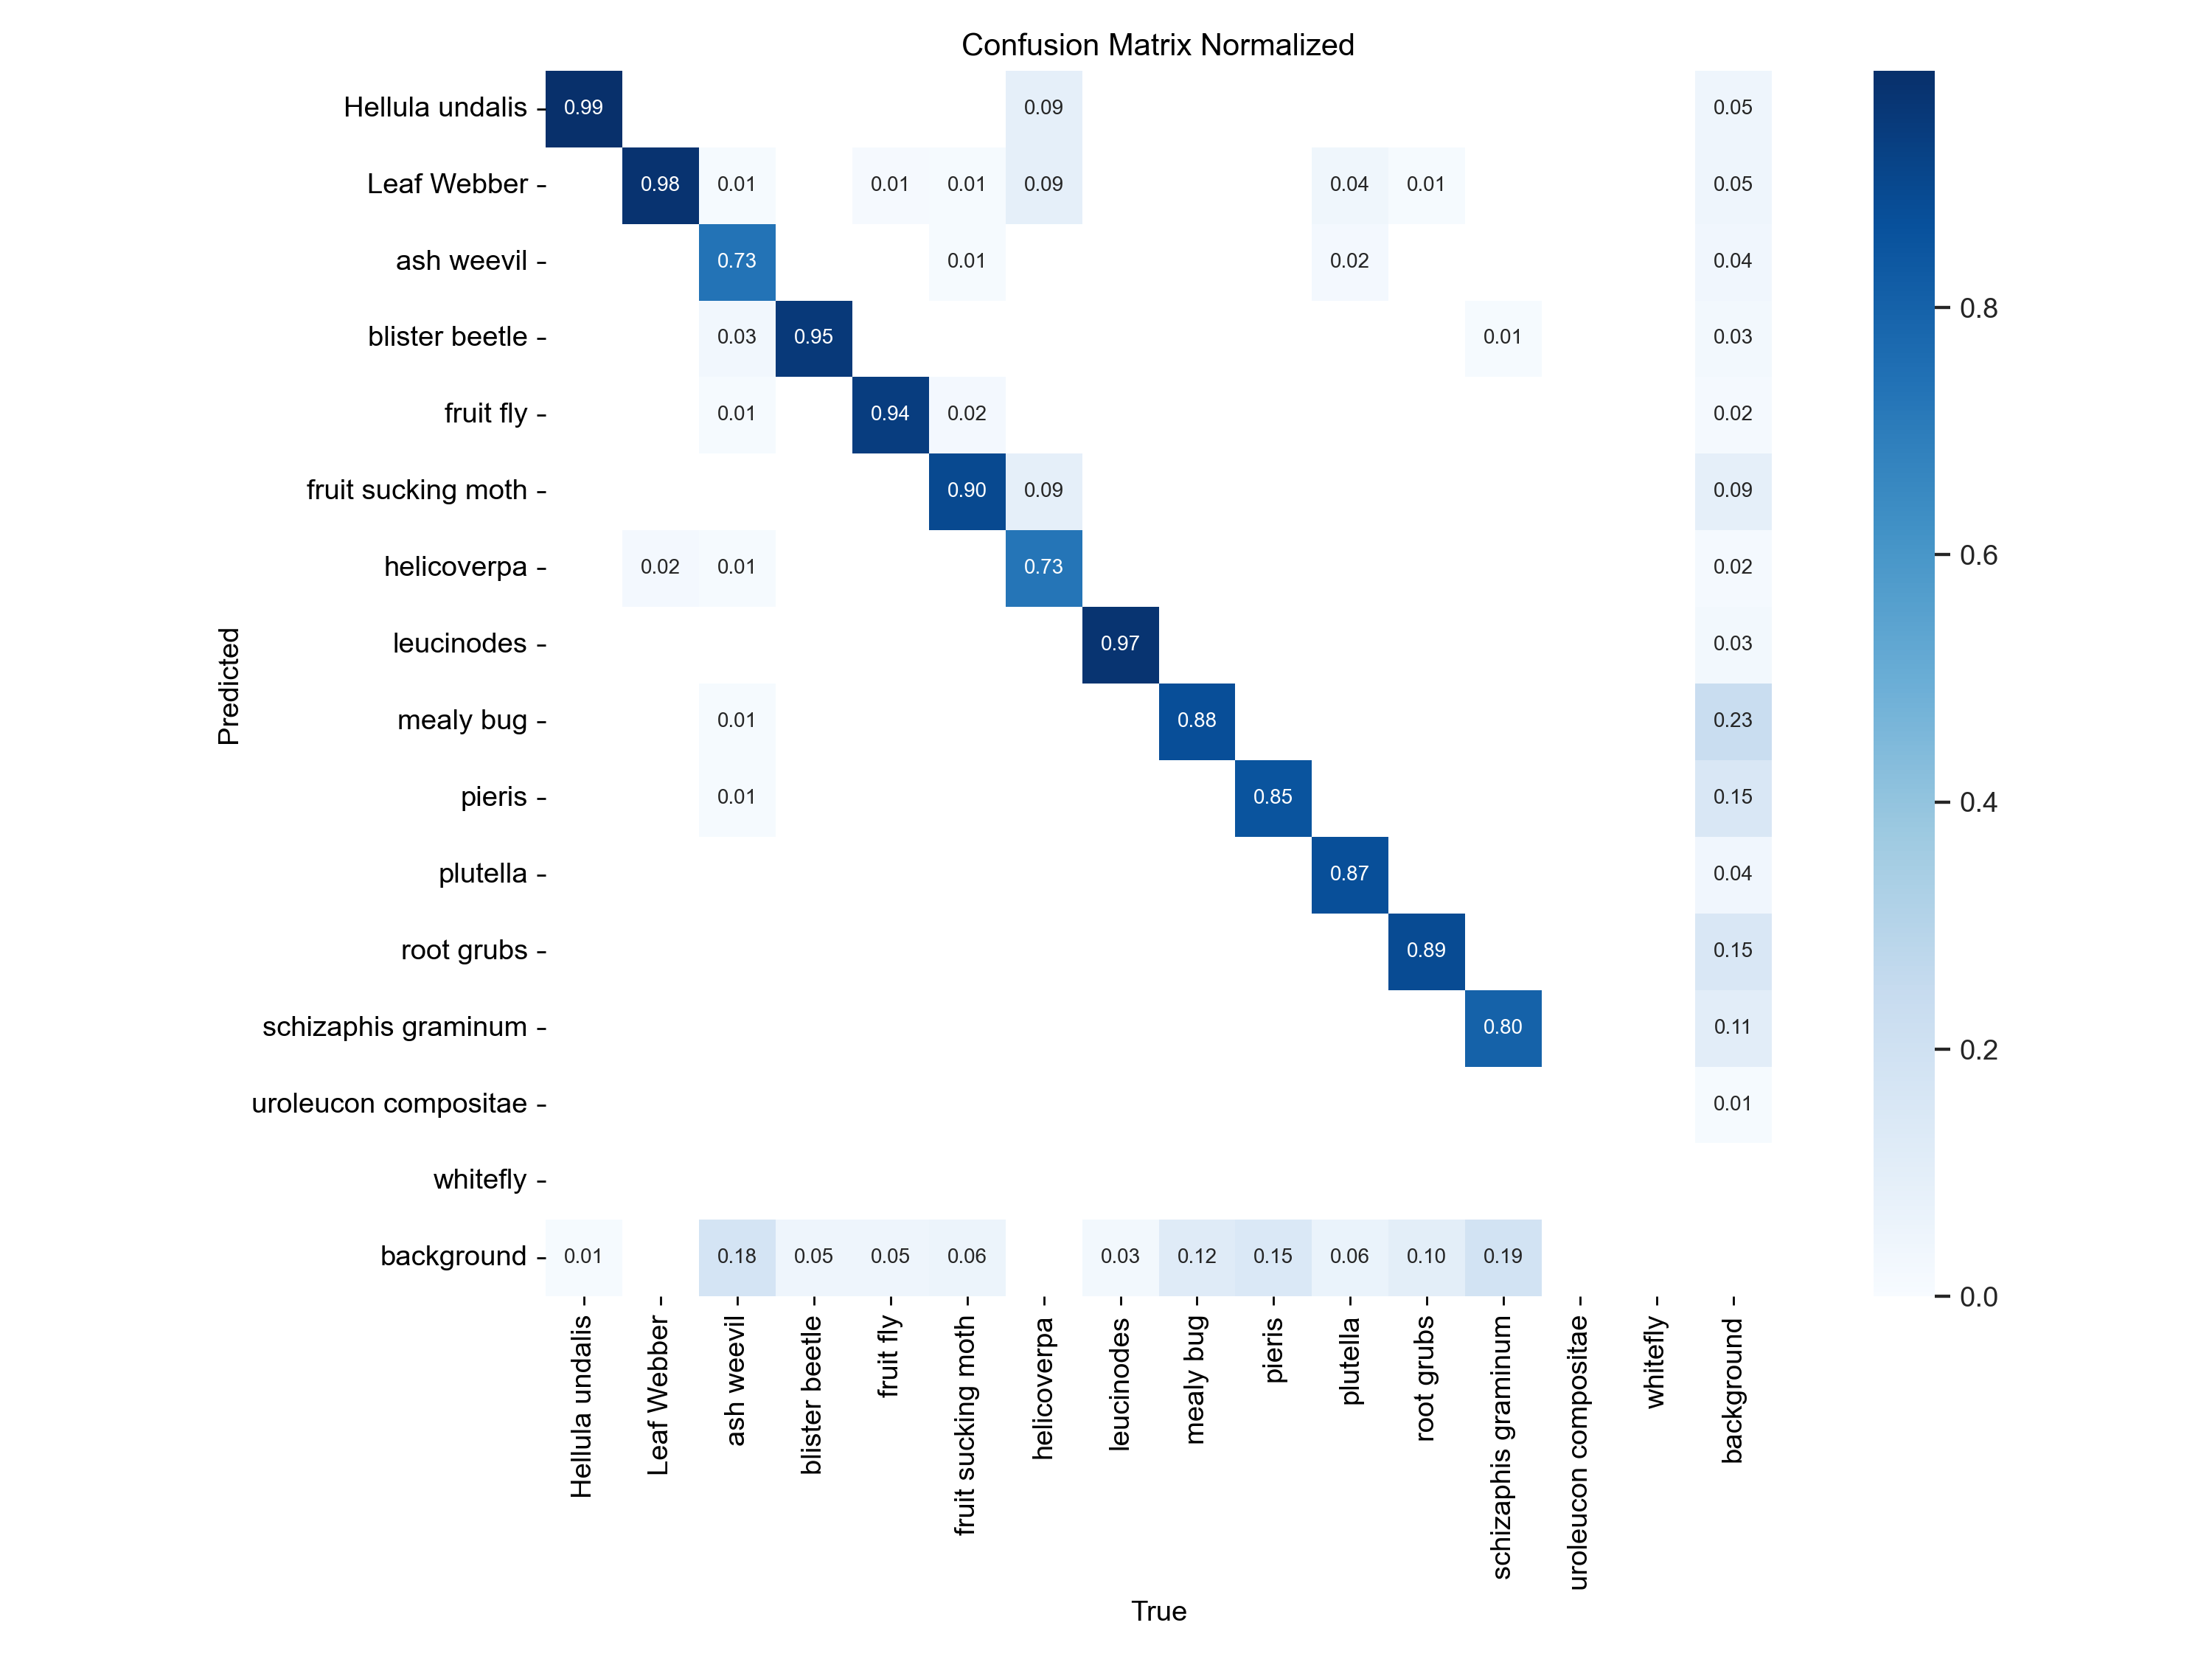 Confusion Matrix Normalized
Hellula undalis 0.99 0.09 0.05
Leaf Webber 0.98 0.01 0.01 0.01 0.09 0.04 0.01 0.05
ash weevil 0.73 0.01 0.02 0.04
blister beetle 0.03 0.95 0.01 0.03
0.8
fruit fly 0.01 0.94 0.02 0.02
fruit sucking moth 0.90 0.09 0.09
helicoverpa 0.02 0.01 0.73 0.02
0.6
leucinodes 0.97 0.03
Predicted
mealy bug 0.01 0.88 0.23
pieris 0.01 0.85 0.15
0.4
plutella 0.87 0.04
root grubs 0.89 0.15
schizaphis graminum 0.80 0.11
0.2
uroleucon compositae 0.01
whitefly
background 0.01 0.18 0.05 0.05 0.06 0.03 0.12 0.15 0.06 0.10 0.19
0.0
Hellula undalis
Leaf Webber
ash weevil
blister beetle
fruit fly
fruit sucking moth
helicoverpa
leucinodes
mealy bug
pieris
plutella
root grubs
schizaphis graminum
uroleucon compositae
whitefly
background
True